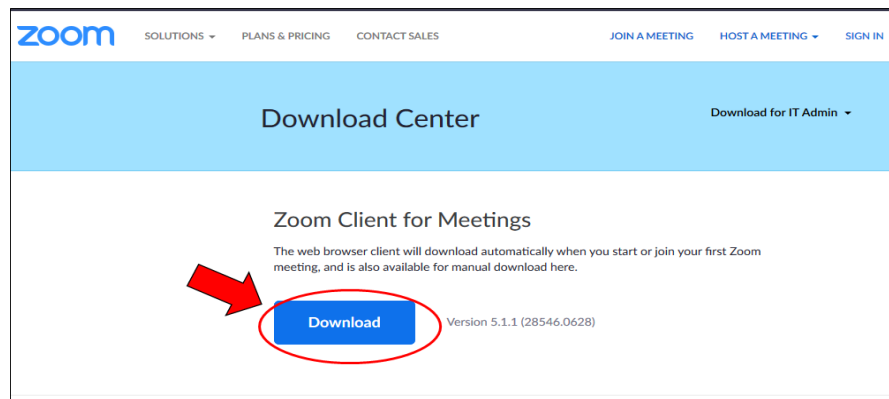 zoom SOLUTIONS PLANS & PRICING CONTACT SALES JOIN A MEETING HOST A MEETING SIGN IN
Download Center
Download for IT Admin
Zoom Client for Meetings
The web browser client will download automatically when you start or join your first Zoom
meeting, and is also available for manual download here.
Download
Version 5.1.1 (28546.0628)